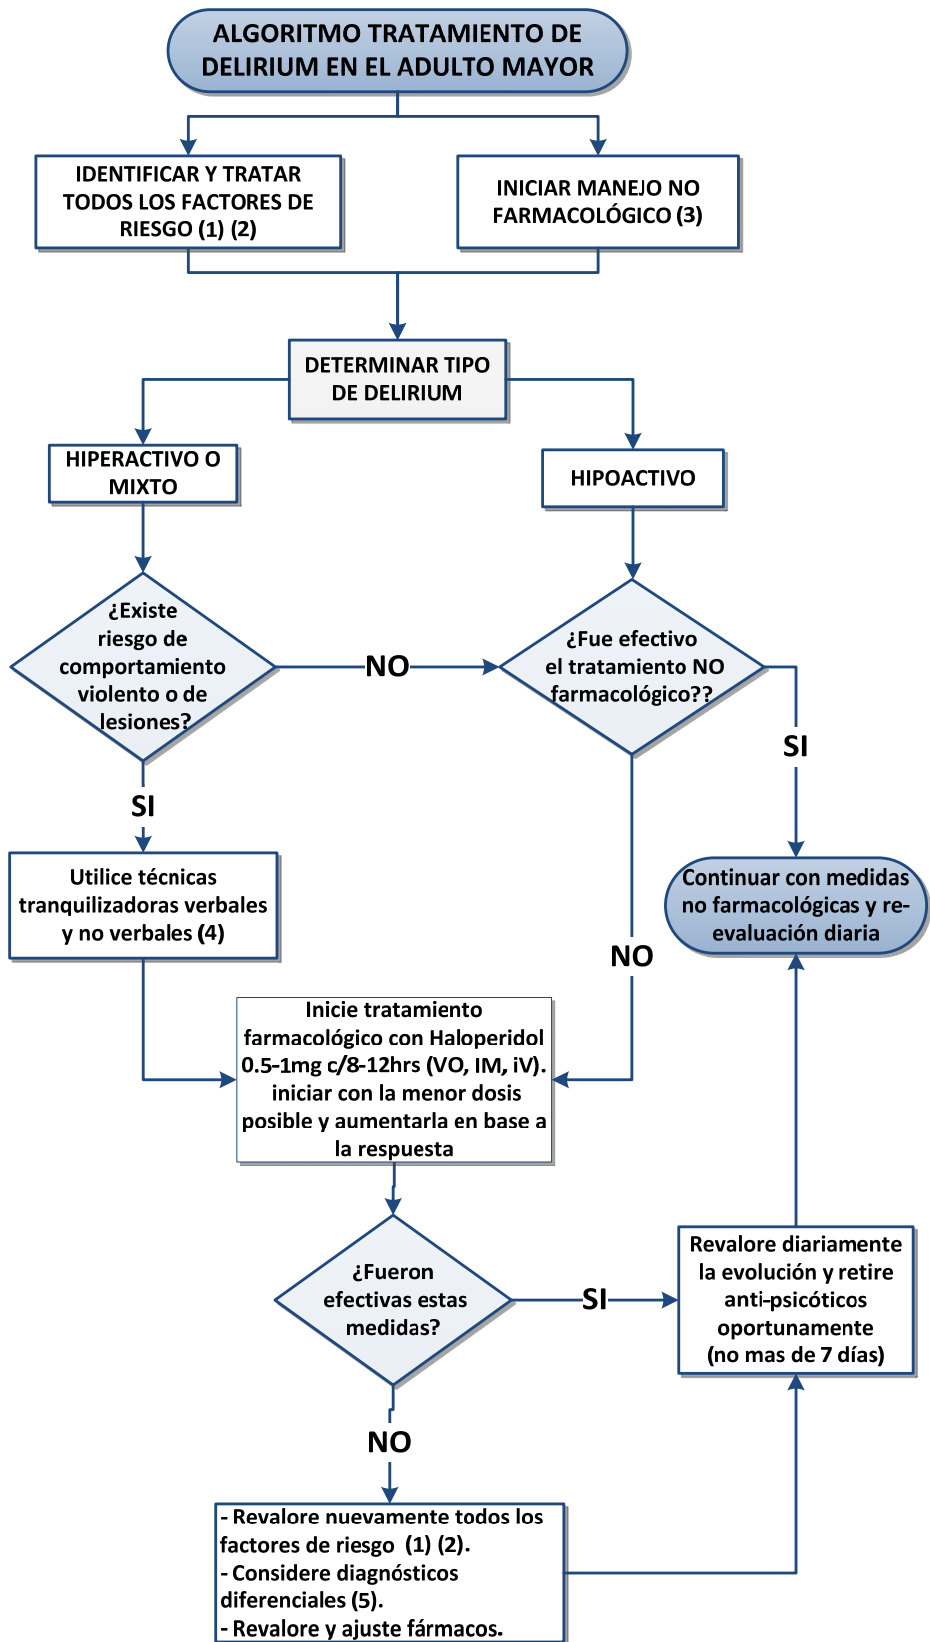 ALGORITMO TRATAMIENTO DE
DELIRIUM EN EL ADULTO MAYOR
IDENTIFICAR Y TRATAR
TODOS LOS FACTORES DE
RIESGO (1) (2)
INICIAR MANEJO NO
FARMACOLÓGICO (3)
DETERMINAR TIPO
DE DELIRIUM
HIPERACTIVO O
MIXTO
HIPOACTIVO
¿Existe
riesgo de
comportamiento
violento o de
lesiones?
NO
¿Fue efectivo
el tratamiento NO
farmacológico??
SI
SI
Utilice técnicas
tranquilizadoras verbales
y no verbales (4)
Continuar con medidas
no farmacológicas y re-
evaluación diaria
NO
Inicie tratamiento
farmacológico con Haloperidol
0.5-1mg c/8-12hrs (VO, IM, iV).
iniciar con la menor dosis
posible y aumentarla en base a
la respuesta
¿Fueron
efectivas estas
medidas?
SI
Revalore diariamente
la evolución y retire
anti-psicóticos
oportunamente
(no mas de 7 días)
NO
- Revalore nuevamente todos los
factores de riesgo (1) (2).
- Considere diagnósticos
diferenciales (5).
- Revalore y ajuste fármacos.